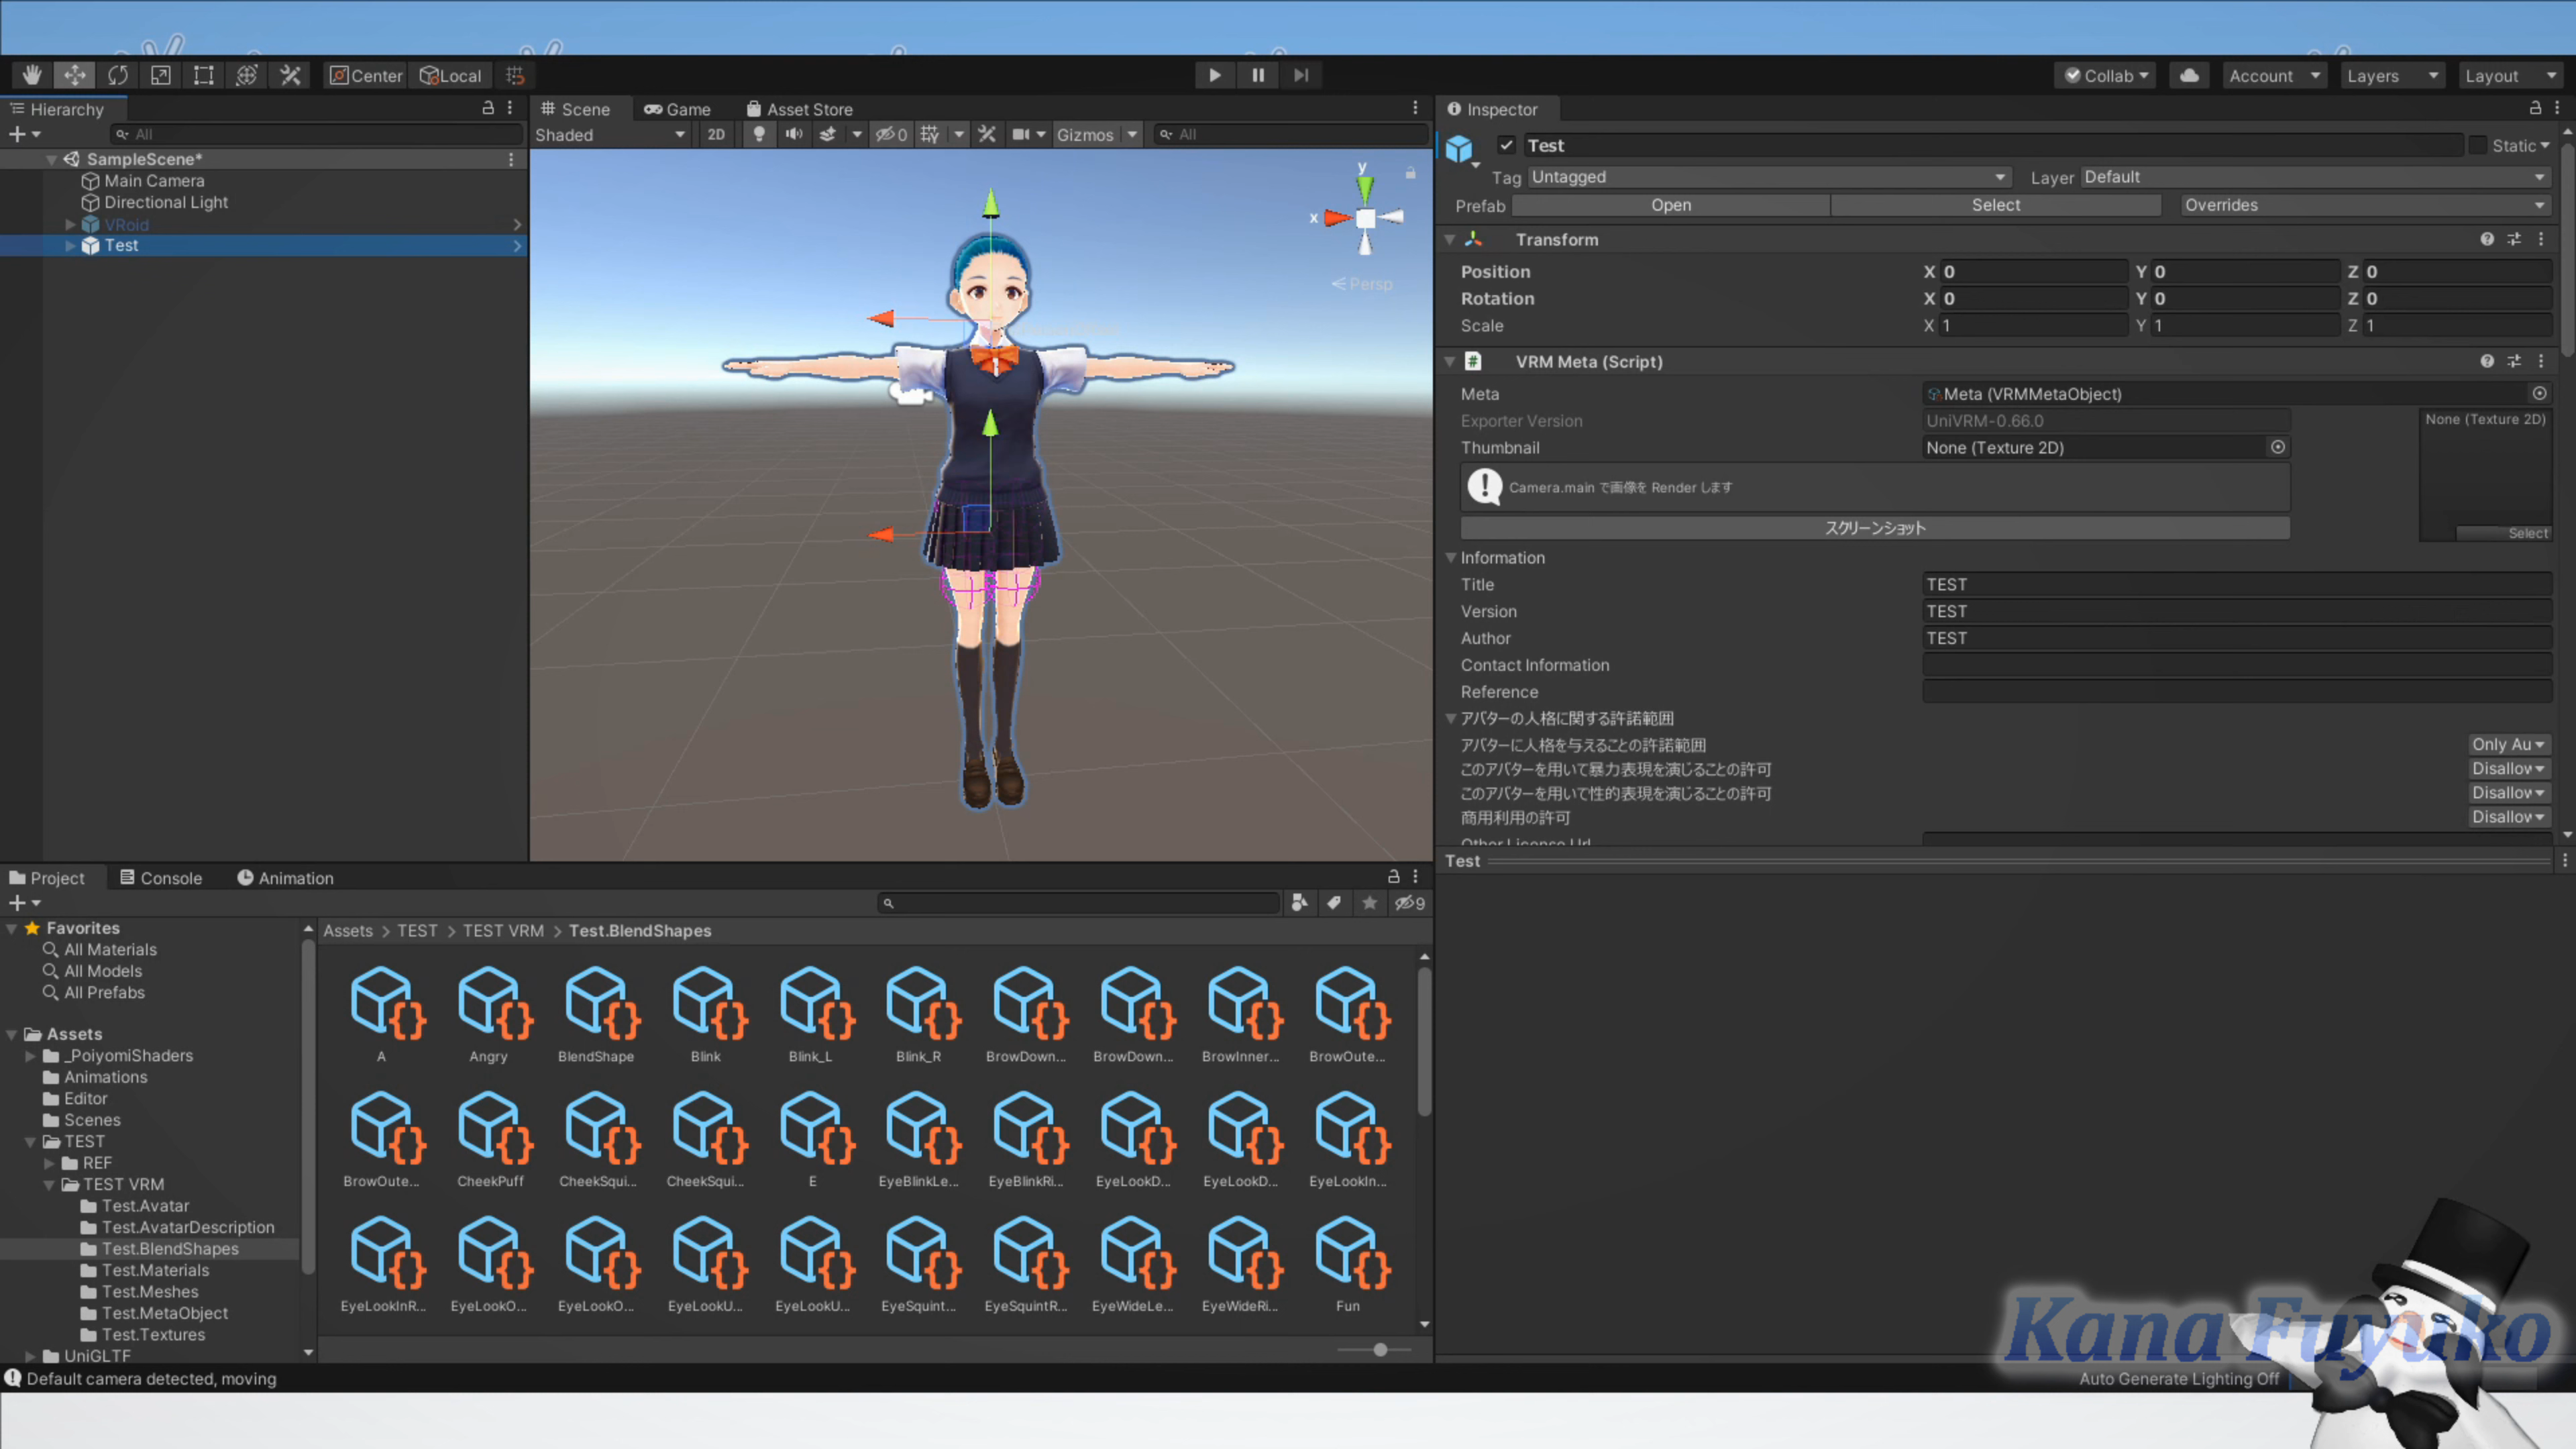 Center
Local
Collab
Account
Layers
Layout
Hierarchy
All
SampleScene*
Main Camera
Directional Light
VRoid
Test
Scene
Game
Asset Store
Shaded
2D
0
Gizmos
All
y
x
Persp
Inspector
Test
Static
Tag Untagged
Layer Default
Prefab Open Select Overrides
Transform
Position X 0 Y 0 Z 0
Rotation X 0 Y 0 Z 0
Scale X 1 Y 1 Z 1
# VRM Meta (Script)
Meta Meta (VRMMetaObject)
Exporter Version UniVRM-0.66.0
None (Texture 2D)
Thumbnail None (Texture 2D)
Camera.main で画像を Render します
スクリーンショット
Select
Information
Title TEST
Version TEST
Author TEST
Contact Information
Reference
アバターの人格に関する許諾範囲
アバターに人格を与えることの許諾範囲 Only Au
このアバターを用いて暴力表現を演じることの許可 Disallov
このアバターを用いて性的表現を演じることの許可 Disallov
商用利用の許可 Disallov
Other License Url
Test
Project
Console
Animation
9
Favorites
All Materials
All Models
All Prefabs
Assets
_PoiyomiShaders
Animations
Editor
Scenes
TEST
REF
TEST VRM
Test.Avatar
Test.AvatarDescription
Test.BlendShapes
Test.Materials
Test.Meshes
Test.MetaObject
Test.Textures
UniGLTF
Assets > TEST > TEST VRM > Test.BlendShapes
A Angry BlendShape Blink Blink_L Blink_R BrowDown... BrowDown... BrowInner... BrowOute...
BrowOute... CheekPuff CheekSqui... CheekSqui... E EyeBlinkLe... EyeBlinkRi... EyeLookD... EyeLookD... EyeLookIn...
EyeLookInR... EyeLookO... EyeLookO... EyeLookU... EyeLookU... EyeSquint... EyeSquintR... EyeWideLe... EyeWideRi... Fun
Default camera detected, moving
Auto Generate Lighting Off
Kana Fuyuko